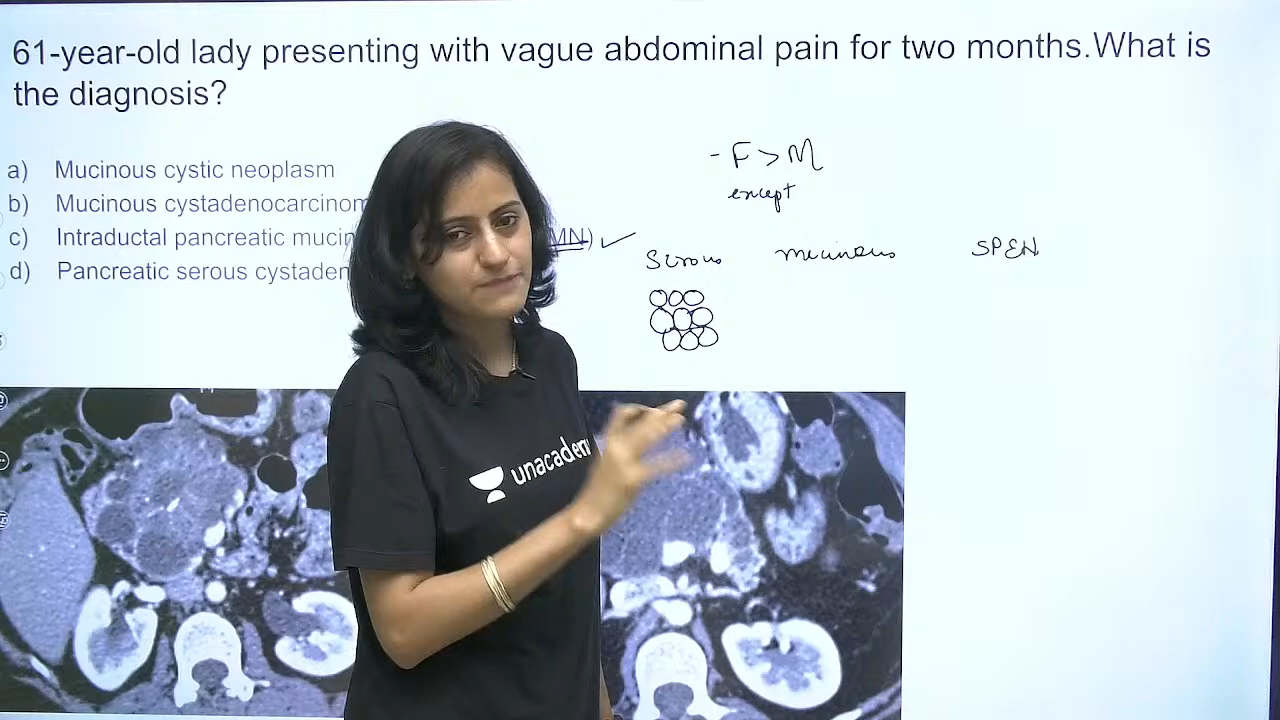 61-year-old lady presenting with vague abdominal pain for two months.What is
the diagnosis?
a) Mucinous cystic neoplasm
b) Mucinous cystadenocarcinom
c) Intraductal pancreatic mucin MN)
d) Pancreatic serous cystaden
- F > M
except
Serous mucinous SPEN
unacadem